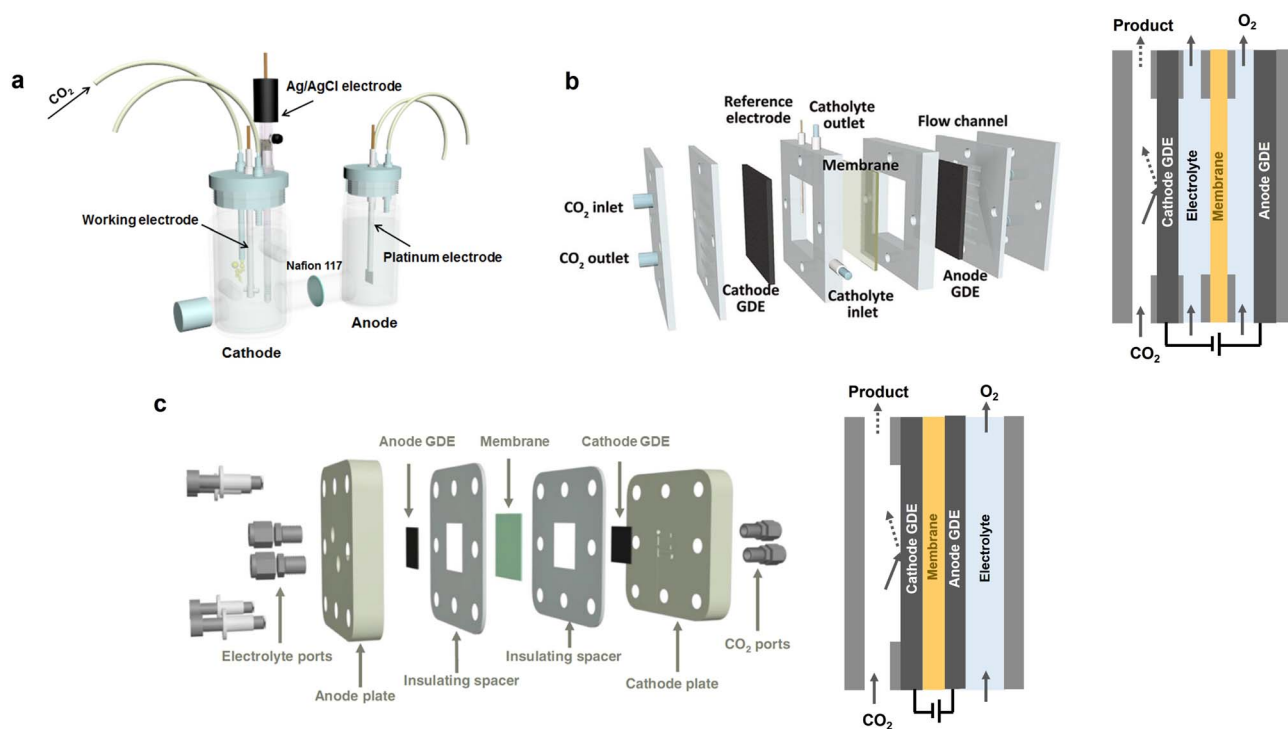 a
CO₂
Ag/AgCl electrode
Working electrode
Platinum electrode
Nafion 117
Anode
Cathode
b
Reference
electrode
Catholyte
outlet
Flow channel
Membrane
CO₂ inlet
CO₂ outlet
Cathode
GDE
Catholyte
inlet
Anode
GDE
Product
O₂
Cathode GDE
Electrolyte
Membrane
Anode GDE
CO₂
c
Anode GDE
Membrane
Cathode GDE
Electrolyte ports
Anode plate
Insulating spacer
Insulating spacer
Cathode plate
CO₂ ports
Product
O₂
Cathode GDE
Membrane
Anode GDE
Electrolyte
CO₂